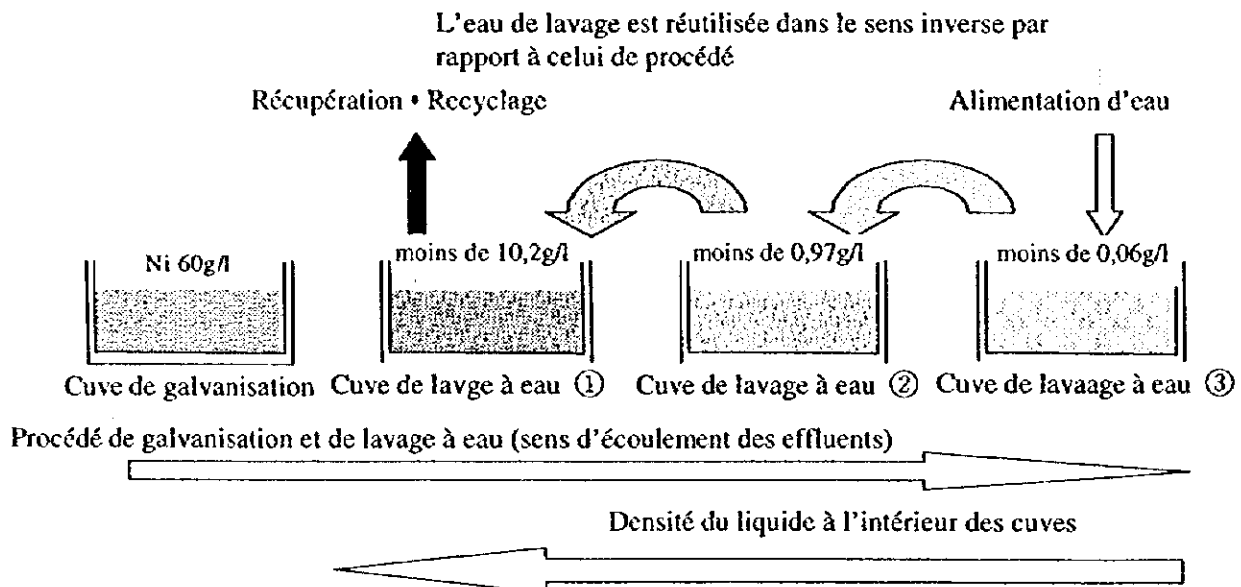 L'eau de lavage est réutilisée dans le sens inverse par
rapport à celui de procédé
Récupération • Recyclage
Alimentation d'eau
Ni 60g/l
moins de 10,2g/l
moins de 0,97g/l
moins de 0,06g/l
Cuve de galvanisation
Cuve de lavge à eau ①
Cuve de lavage à eau ②
Cuve de lavaage à eau ③
Procédé de galvanisation et de lavage à eau (sens d'écoulement des effluents)
Densité du liquide à l'intérieur des cuves